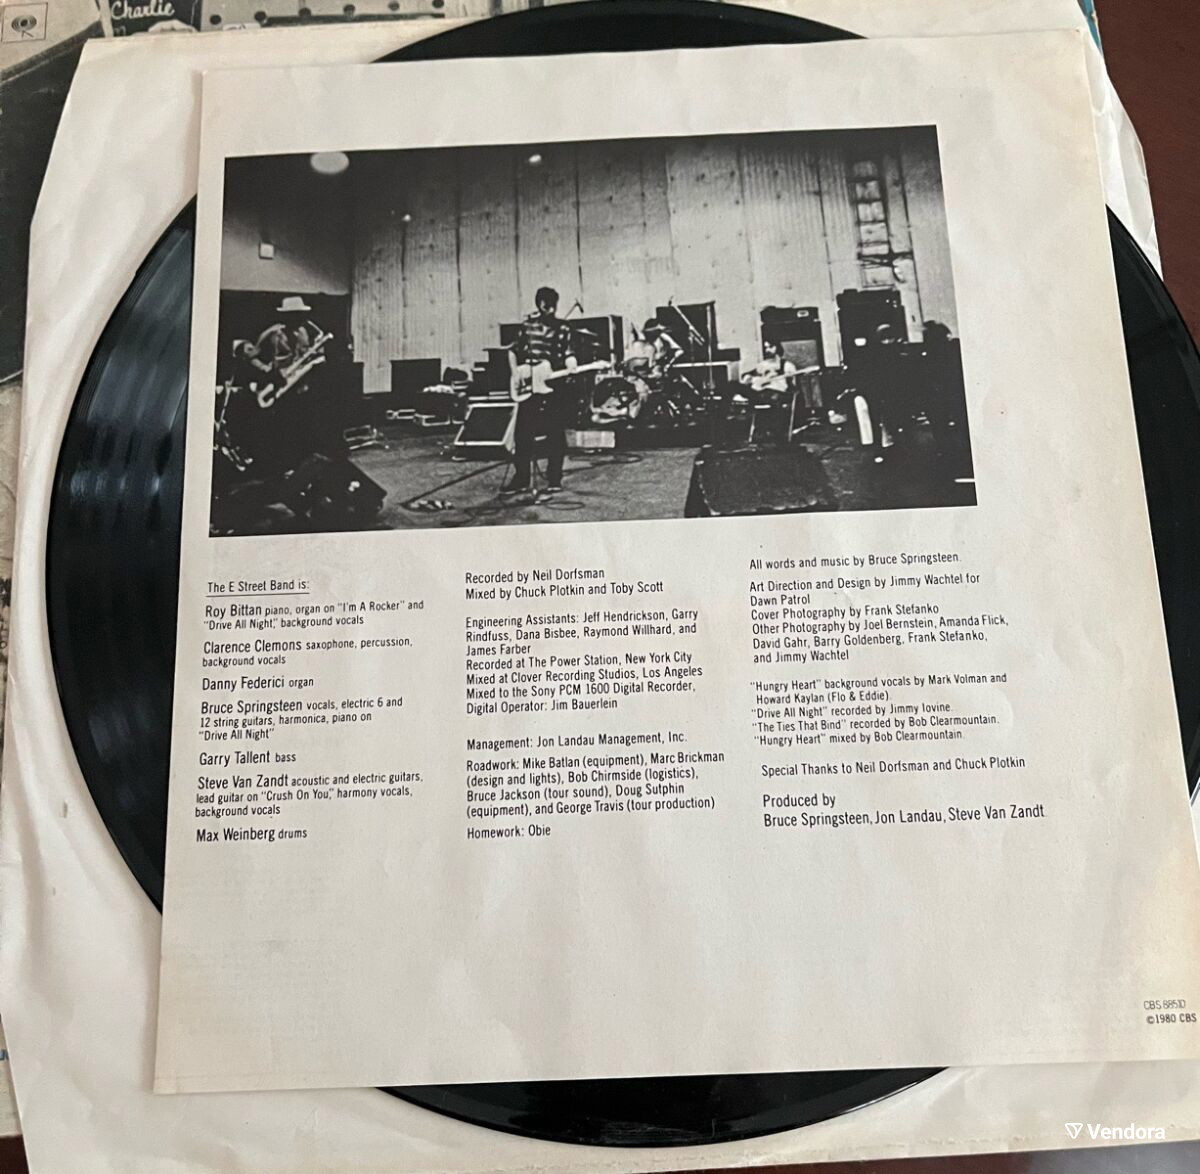 Charlie
The E Street Band is:
Roy Bittan piano, organ on "I'm A Rocker" and
"Drive All Night," background vocals
Clarence Clemons saxophone, percussion,
background vocals
Danny Federici organ
Bruce Springsteen vocals, electric 6 and
12 string guitars, harmonica, piano on
"Drive All Night"
Garry Tallent bass
Steve Van Zandt acoustic and electric guitars,
lead guitar on "Crush On You," harmony vocals,
background vocals
Max Weinberg drums
Recorded by Neil Dorfsman
Mixed by Chuck Plotkin and Toby Scott
Engineering Assistants: Jeff Hendrickson, Garry
Rindfuss, Dana Bisbee, Raymond Willhard, and
James Farber
Recorded at The Power Station, New York City
Mixed at Clover Recording Studios, Los Angeles
Mixed to the Sony PCM 1600 Digital Recorder,
Digital Operator: Jim Bauerlein
Management: Jon Landau Management, Inc.
Roadwork: Mike Batlan (equipment), Marc Brickman
(design and lights), Bob Chirmside (logistics),
Bruce Jackson (tour sound), Doug Sutphin
(equipment), and George Travis (tour production)
Homework: Obie
All words and music by Bruce Springsteen.
Art Direction and Design by Jimmy Wachtel for
Dawn Patrol
Cover Photography by Frank Stefanko
Other Photography by Joel Bernstein, Amanda Flick,
David Gahr, Barry Goldenberg, Frank Stefanko,
and Jimmy Wachtel
"Hungry Heart" background vocals by Mark Volman and
Howard Kaylan (Flo & Eddie).
"Drive All Night" recorded by Jimmy Iovine.
"The Ties That Bind" recorded by Bob Clearmountain.
"Hungry Heart" mixed by Bob Clearmountain.
Special Thanks to Neil Dorfsman and Chuck Plotkin
Produced by
Bruce Springsteen, Jon Landau, Steve Van Zandt
CBS 88510
©1980 CBS
Vendora